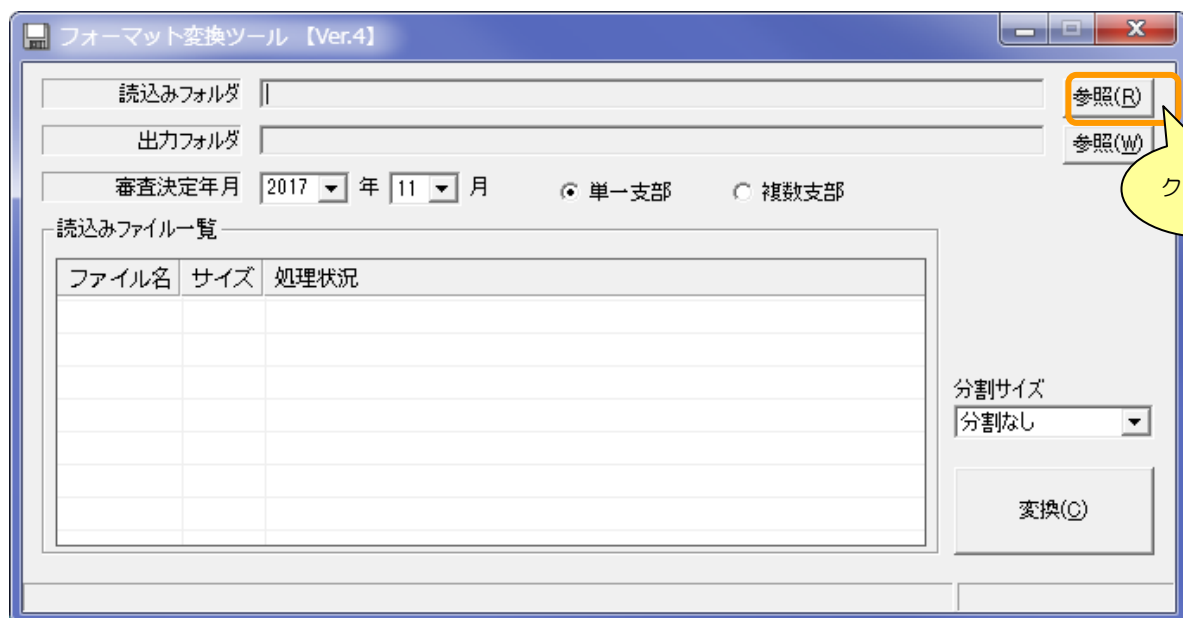 フォーマット変換ツール 【Ver.4】
読込みフォルダ 参照(R)
出力フォルダ 参照(W)
審査決定年月 2017 年 11 月 単一支部 複数支部
ク
読込みファイル一覧
ファイル名 サイズ 処理状況
分割サイズ
分割なし
変換(C)